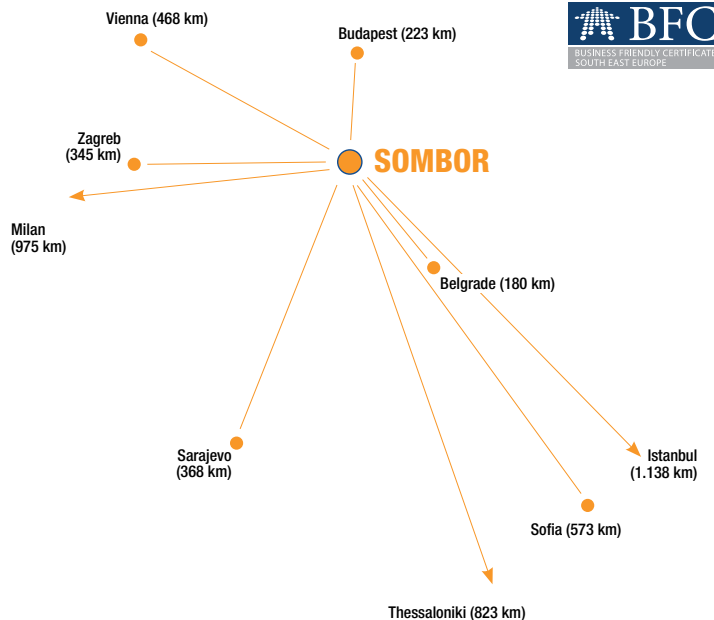 Vienna (468 km)
Budapest (223 km)
BFC
BUSINESS FRIENDLY CERTIFICATE
SOUTH EAST EUROPE
Zagreb
(345 km)
SOMBOR
Milan
(975 km)
Belgrade (180 km)
Sarajevo
(368 km)
Istanbul
(1.138 km)
Sofia (573 km)
Thessaloniki (823 km)